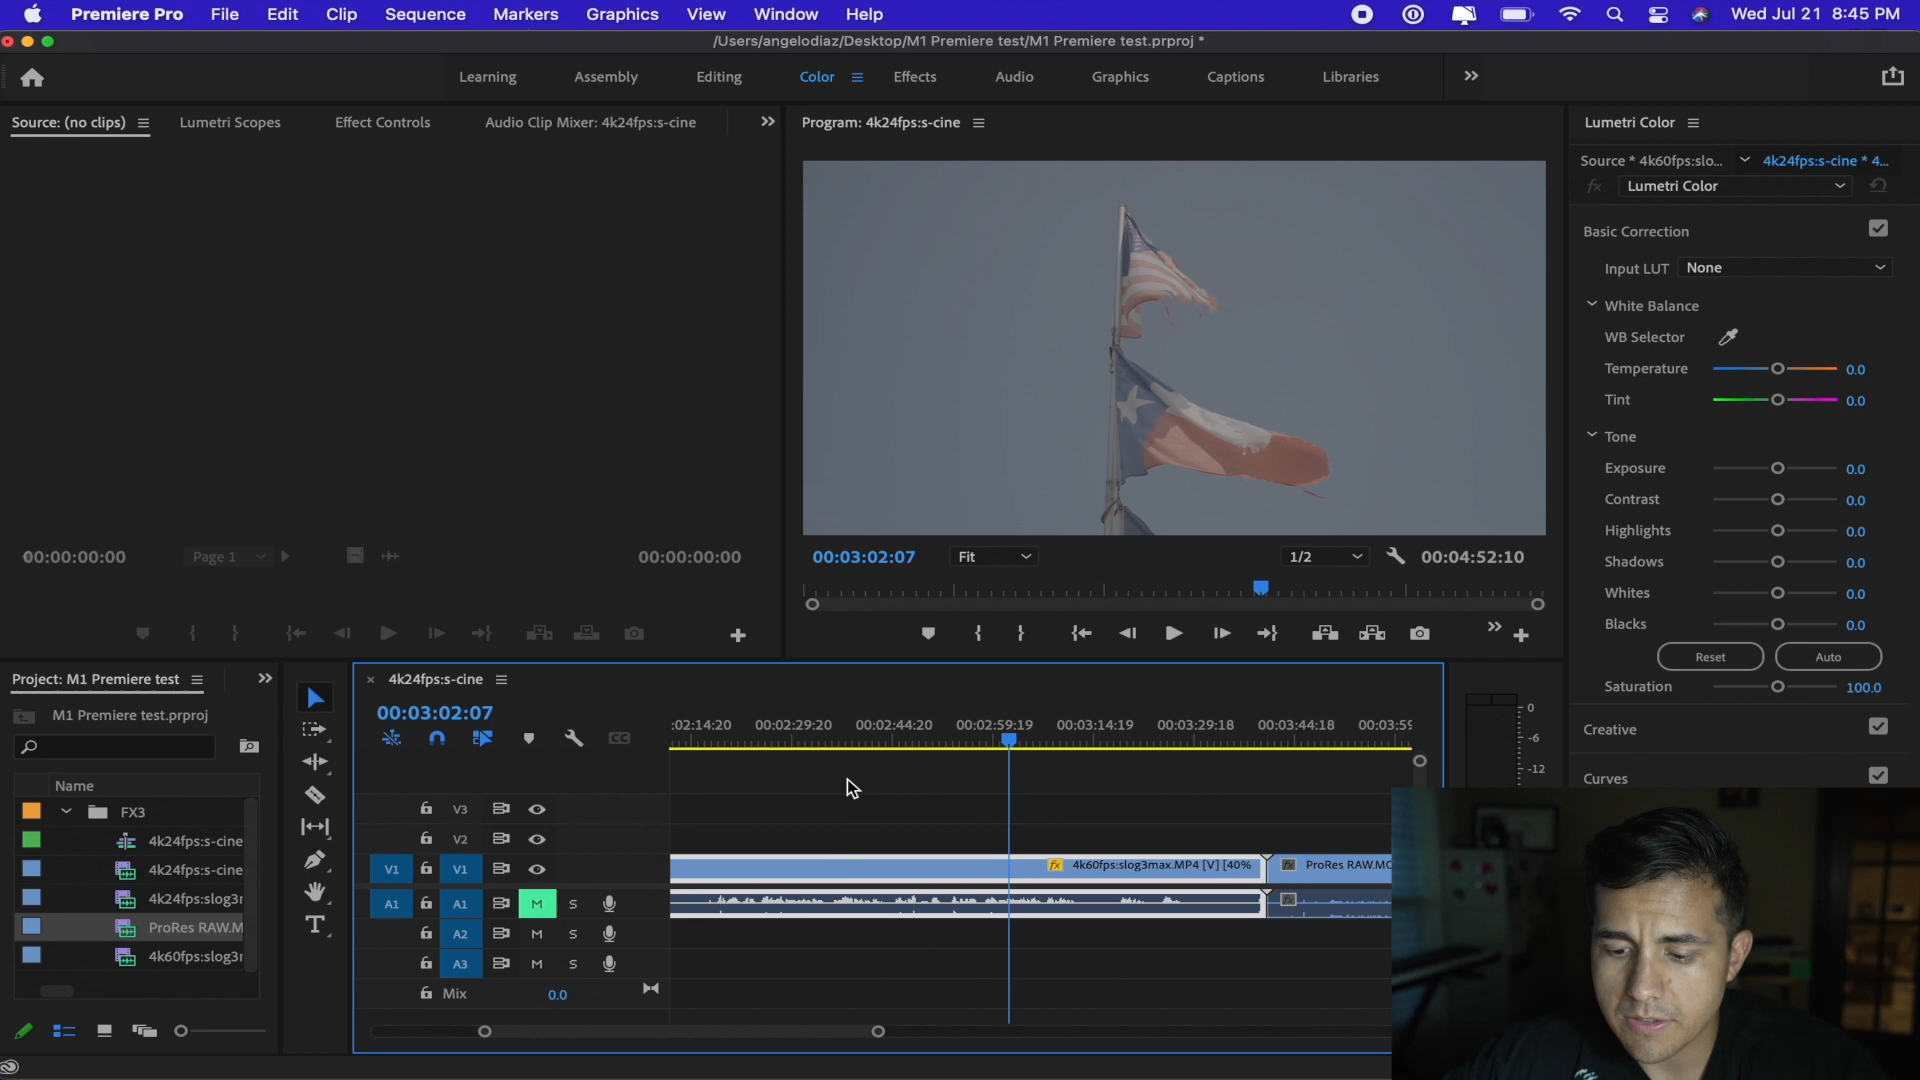 Premiere Pro File Edit Clip Sequence Markers Graphics View Window Help Wed Jul 21 8:45 PM
/Users/angelodiaz/Desktop/M1 Premiere test/M1 Premiere test.prproj *
Learning Assembly Editing Color Effects Audio Graphics Captions Libraries
Source: (no clips) Lumetri Scopes Effect Controls Audio Clip Mixer: 4k24fps:s-cine
Program: 4k24fps:s-cine
Lumetri Color
Source * 4k60fps:slo... 4k24fps:s-cine * 4...
fx Lumetri Color
Basic Correction
Input LUT None
White Balance
WB Selector
Temperature 0.0
Tint 0.0
Tone
Exposure 0.0
Contrast 0.0
Highlights 0.0
Shadows 0.0
Whites 0.0
Blacks 0.0
Reset Auto
Saturation 100.0
Creative
Curves
00:00:00:00 Page 1 00:00:00:00
00:03:02:07 Fit 1/2 00:04:52:10
Project: M1 Premiere test
M1 Premiere test.prproj
Name
FX3
4k24fps:s-cine
4k24fps:s-cine
4k24fps:slog3r
ProRes RAW.M
4k60fps:slog3r
4k24fps:s-cine
00:03:02:07
:02:14:20 00:02:29:20 00:02:44:20 00:02:59:19 00:03:14:19 00:03:29:18 00:03:44:18 00:03:59
V3
V2
V1 V1 fx 4k60fps:slog3max.MP4 [V] [40% fx ProRes RAW.MO
A1 A1 M S fx
A2 M S
A3 M S
Mix 0.0
0
-6
-12